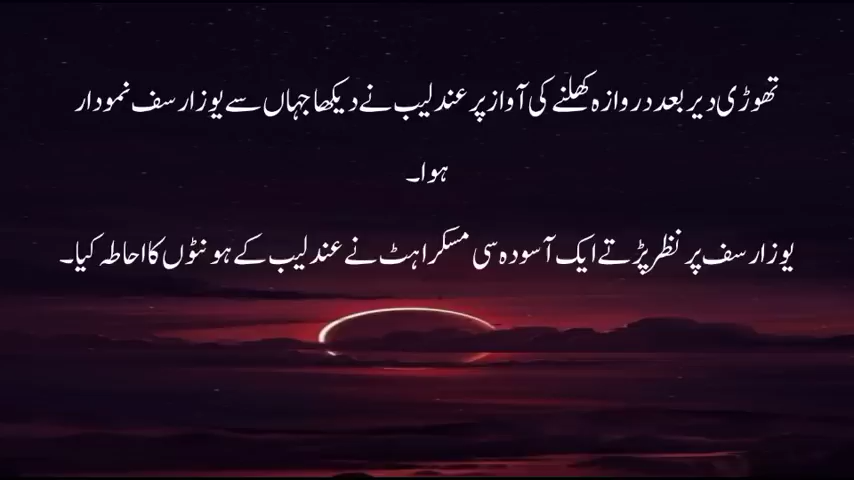 تھوڑی دیر بعد دروازہ کھلنے کی آواز پر عندلیب نے دیکھا جہاں سے یوزارسف نمودار
ہوا۔
یوزارسف پر نظر پڑتے ایک آسودہ سی مسکراہٹ نے عندلیب کے ہونٹوں کا احاطہ کیا۔